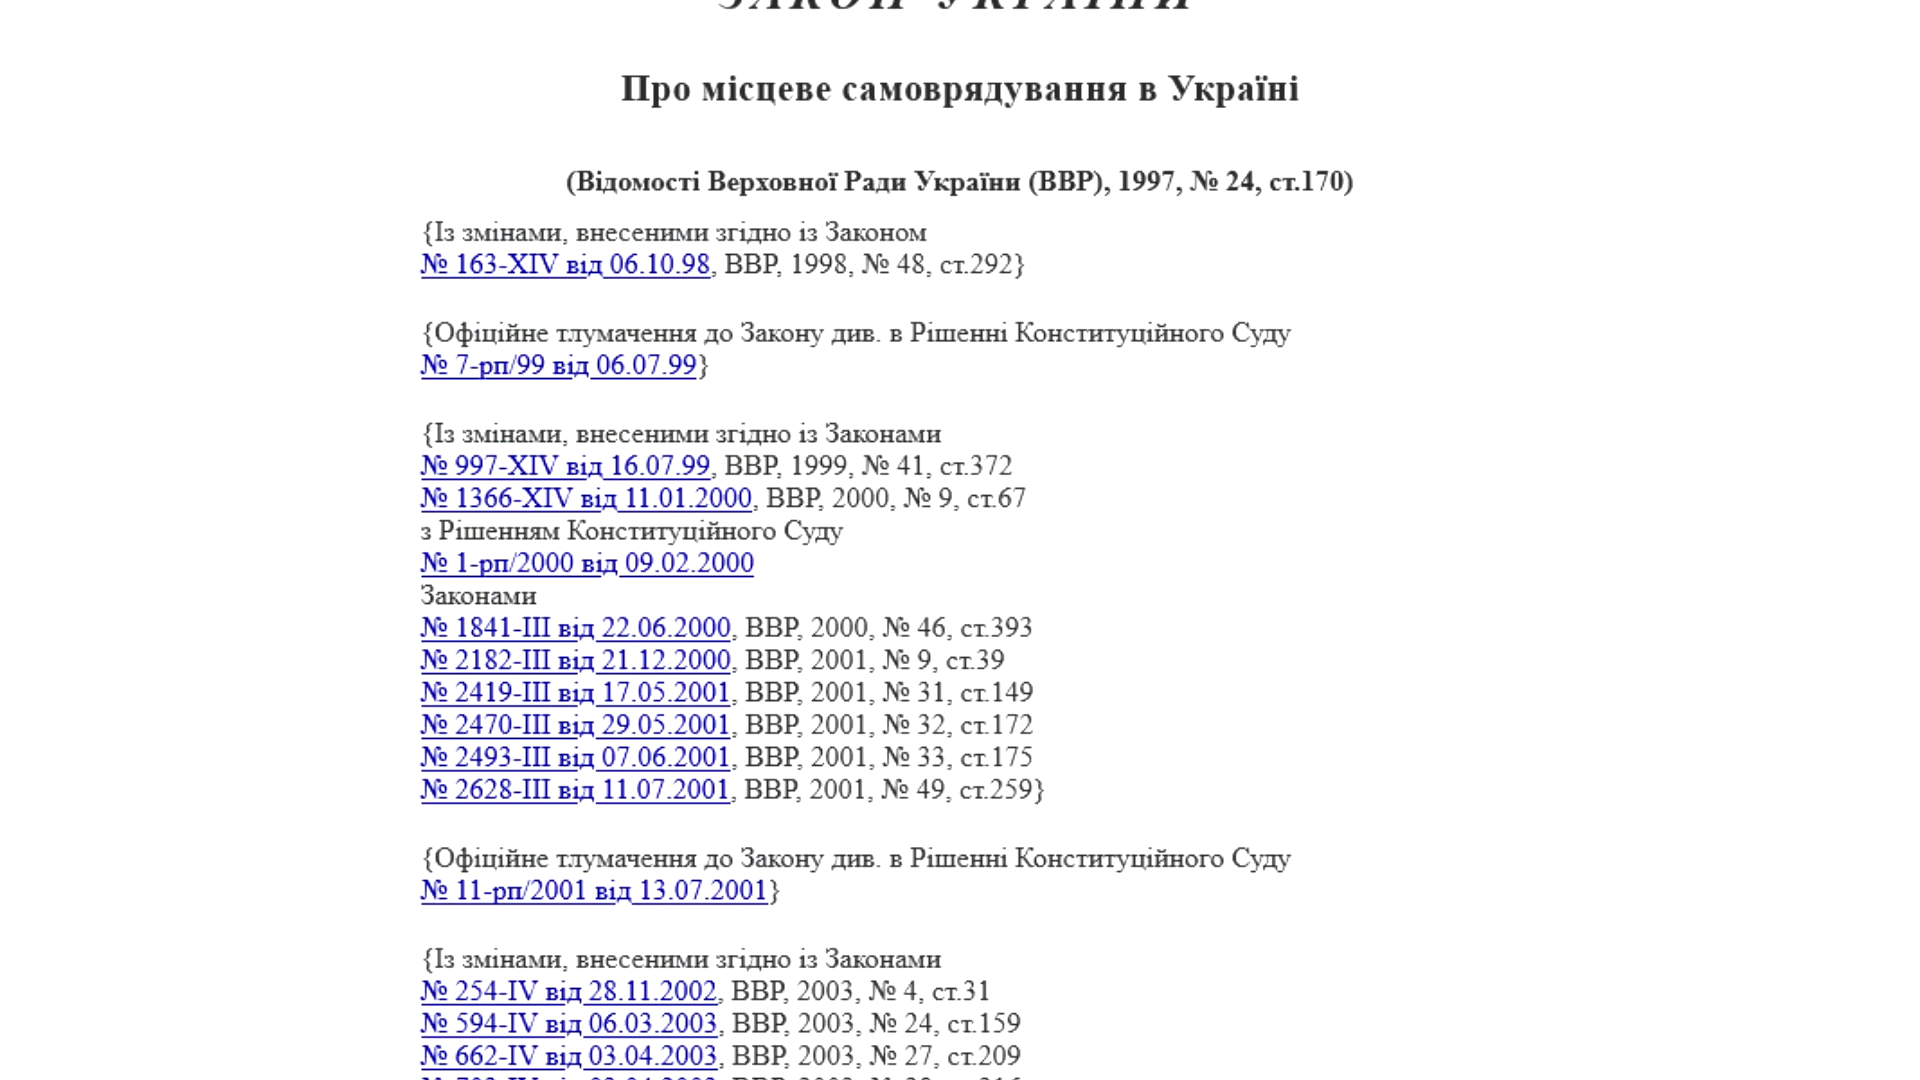 ЗАКОН УКРАЇНИ
Про місцеве самоврядування в Україні
(Відомості Верховної Ради України (ВВР), 1997, № 24, ст.170)
{Із змінами, внесеними згідно із Законом
№ 163-XIV від 06.10.98, ВВР, 1998, № 48, ст.292}
{Офіційне тлумачення до Закону див. в Рішенні Конституційного Суду
№ 7-рп/99 від 06.07.99}
{Із змінами, внесеними згідно із Законами
№ 997-XIV від 16.07.99, ВВР, 1999, № 41, ст.372
№ 1366-XIV від 11.01.2000, ВВР, 2000, № 9, ст.67
з Рішенням Конституційного Суду
№ 1-рп/2000 від 09.02.2000
Законами
№ 1841-III від 22.06.2000, ВВР, 2000, № 46, ст.393
№ 2182-III від 21.12.2000, ВВР, 2001, № 9, ст.39
№ 2419-III від 17.05.2001, ВВР, 2001, № 31, ст.149
№ 2470-III від 29.05.2001, ВВР, 2001, № 32, ст.172
№ 2493-III від 07.06.2001, ВВР, 2001, № 33, ст.175
№ 2628-III від 11.07.2001, ВВР, 2001, № 49, ст.259}
{Офіційне тлумачення до Закону див. в Рішенні Конституційного Суду
№ 11-рп/2001 від 13.07.2001}
{Із змінами, внесеними згідно із Законами
№ 254-IV від 28.11.2002, ВВР, 2003, № 4, ст.31
№ 594-IV від 06.03.2003, ВВР, 2003, № 24, ст.159
№ 662-IV від 03.04.2003, ВВР, 2003, № 27, ст.209